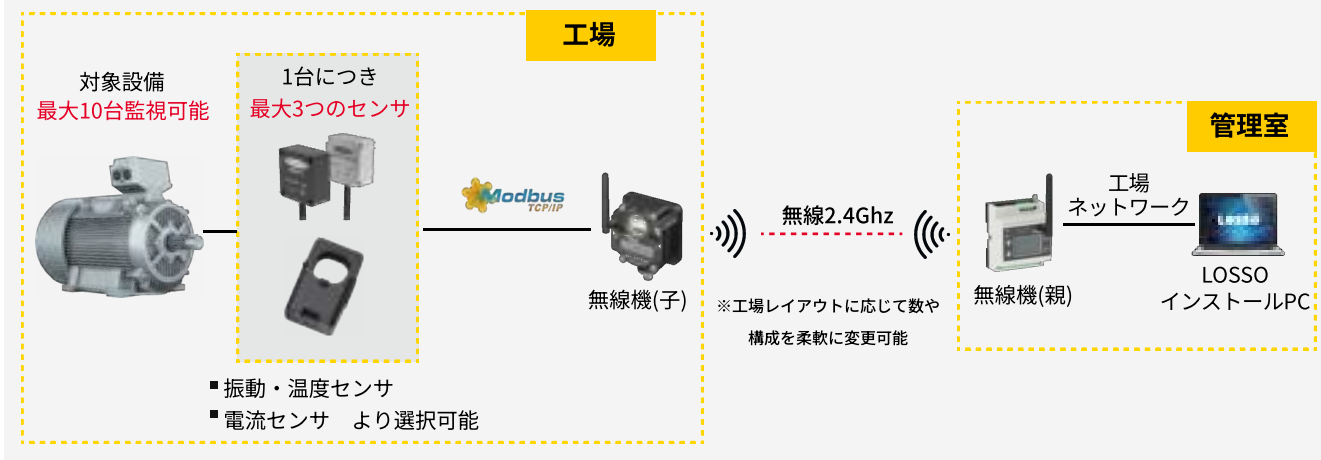 工場
対象設備
最大10台監視可能
1台につき
最大3つのセンサ
Modbus
TCP/IP
無線機(子)
振動・温度センサ
電流センサ　より選択可能
無線2.4Ghz
※工場レイアウトに応じて数や
構成を柔軟に変更可能
管理室
工場
ネットワーク
無線機(親)
LOSSO
LOSSO
インストールPC